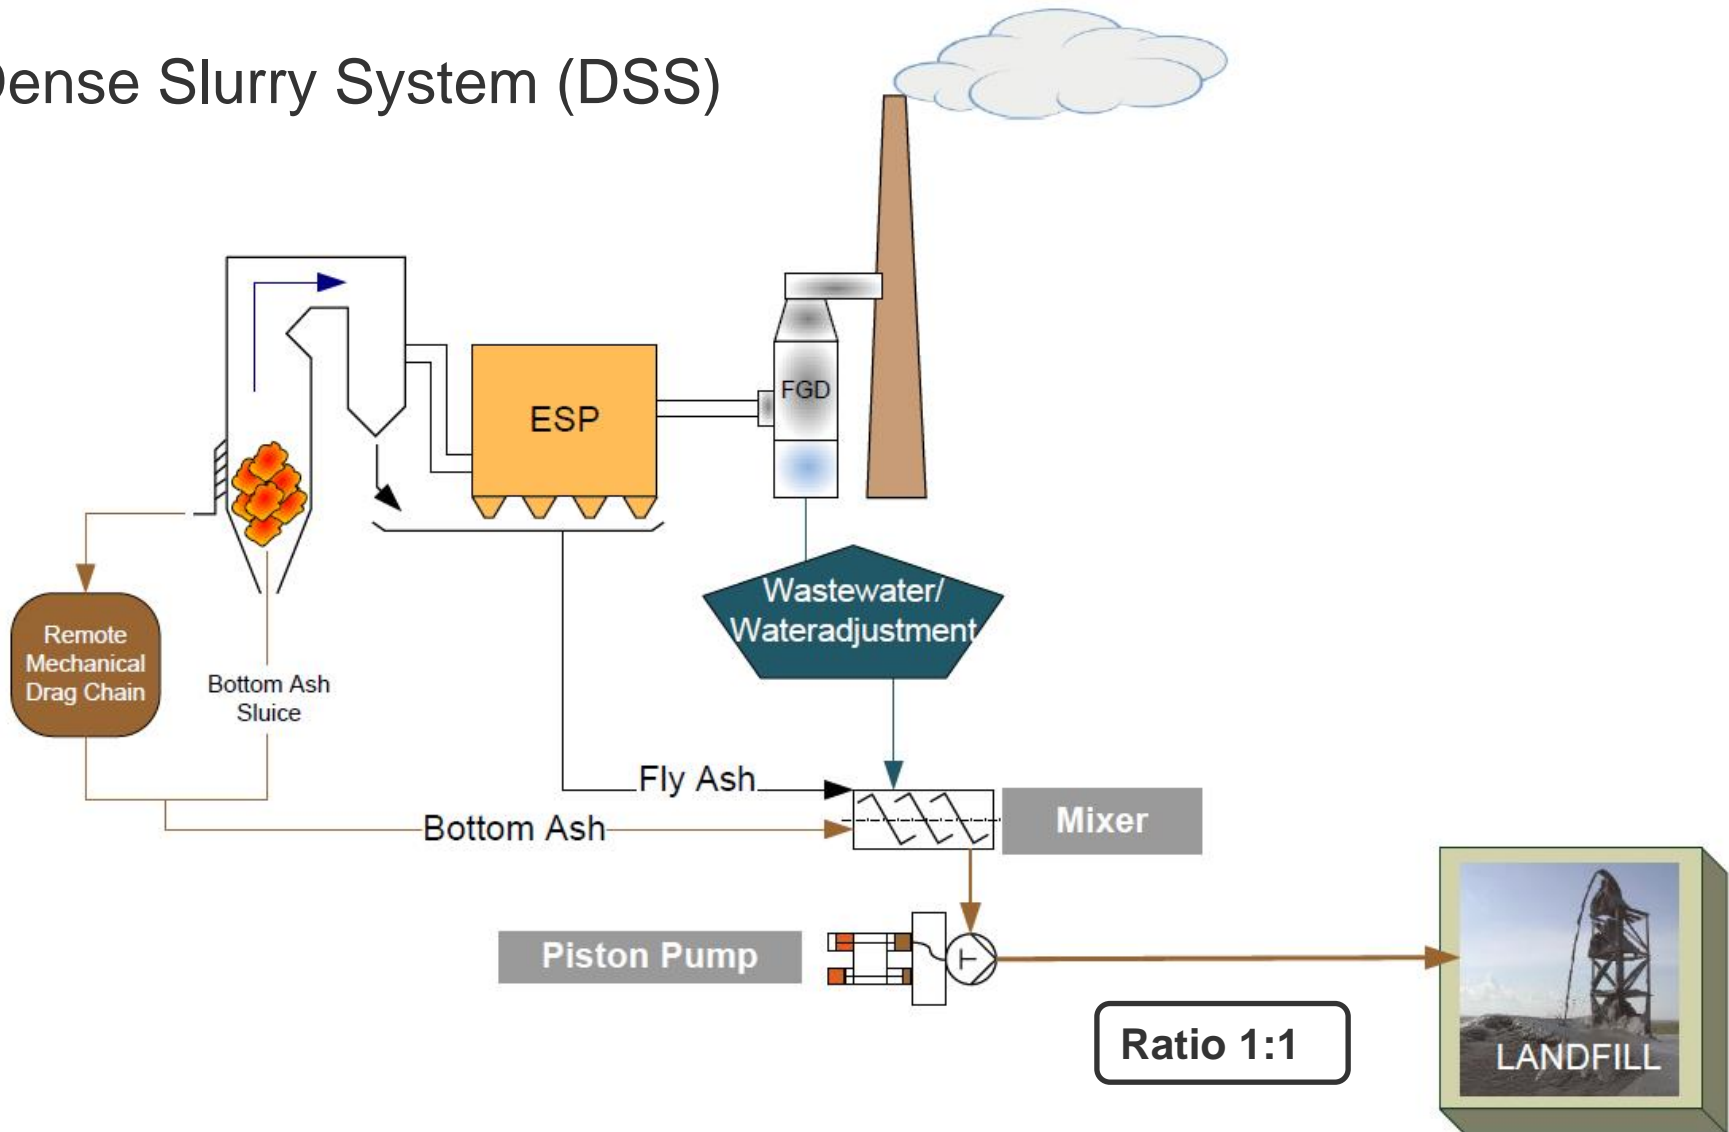 Dense Slurry System (DSS)
FGD
ESP
Wastewater/
Wateradjustment
Remote
Mechanical
Drag Chain
Bottom Ash
Sluice
Fly Ash
Bottom Ash
Mixer
Piston Pump
Ratio 1:1
LANDFILL